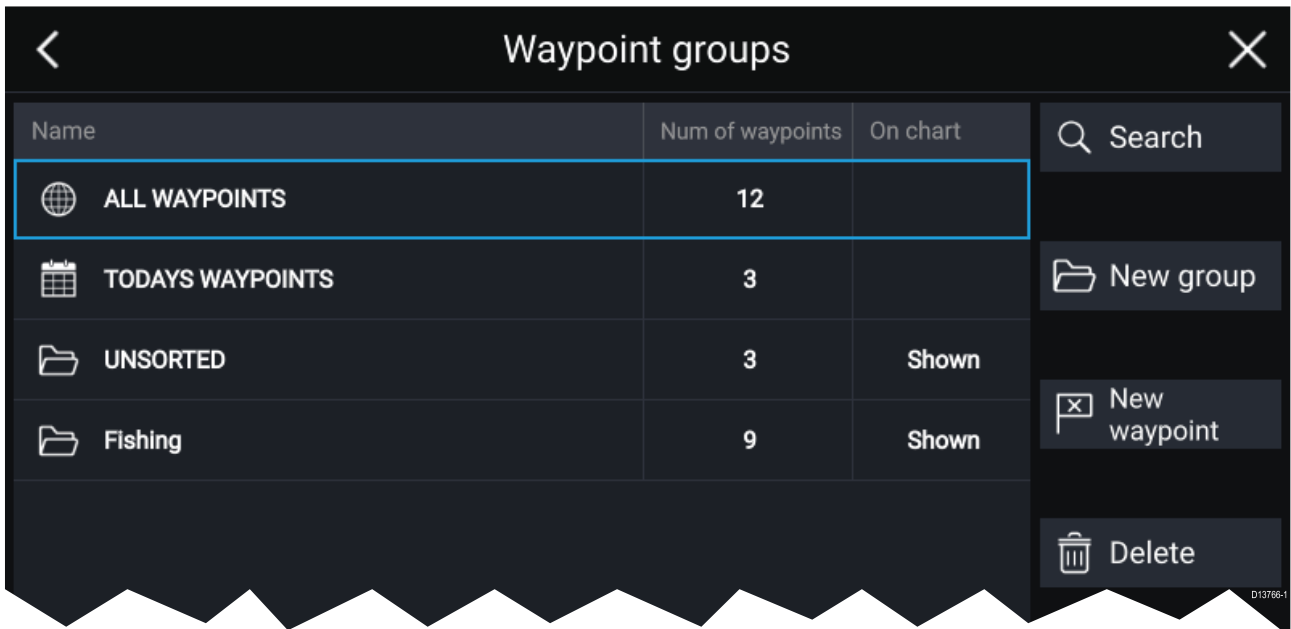 Waypoint groups
Name Num of waypoints On chart
ALL WAYPOINTS 12
TODAYS WAYPOINTS 3
UNSORTED 3 Shown
Fishing 9 Shown
Search
New group
New
waypoint
Delete
D13766-1